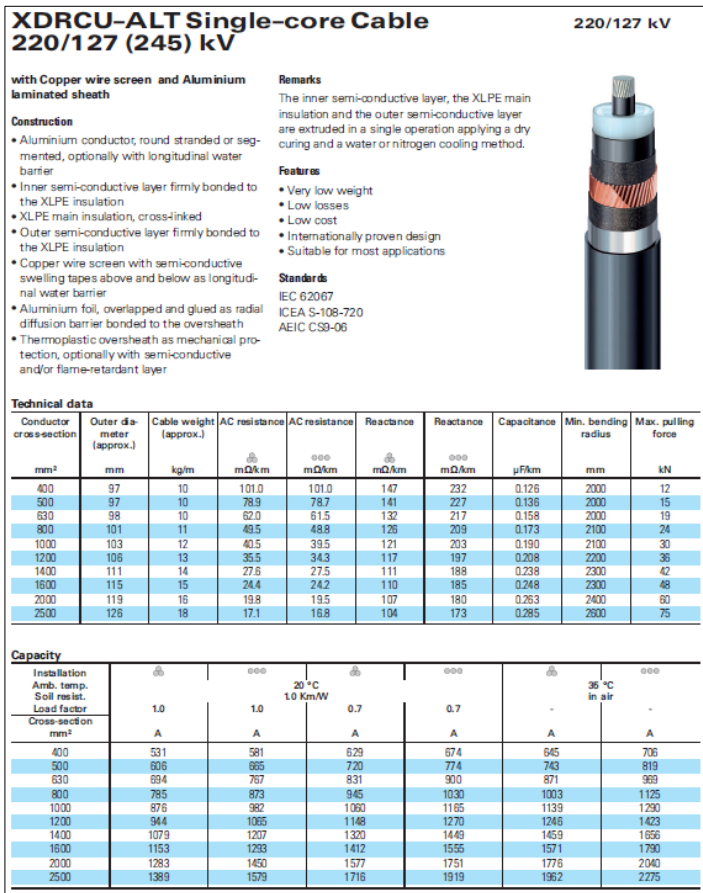 XDRCU-ALT Single-core Cable
220/127 (245) kV
220/127 kV
with Copper wire screen and Aluminium
laminated sheath
Construction
• Aluminium conductor, round stranded or seg-
mented, optionally with longitudinal water
barrier
• Inner semi-conductive layer firmly bonded to
the XLPE insulation
• XLPE main insulation, cross-linked
• Outer semi-conductive layer firmly bonded to
the XLPE insulation
• Copper wire screen with semi-conductive
swelling tapes above and below as longitudi-
nal water barrier
• Aluminium foil, overlapped and glued as radial
diffusion barrier bonded to the oversheath
• Thermoplastic oversheath as mechanical pro-
tection, optionally with semi-conductive
and/or flame-retardant layer
Remarks
The inner semi-conductive layer, the XLPE main
insulation and the outer semi-conductive layer
are extruded in a single operation applying a dry
curing and a water or nitrogen cooling method.
Features
• Very low weight
• Low losses
• Low cost
• Internationally proven design
• Suitable for most applications
Standards
IEC 62067
ICEA S-108-720
AEIC CS9-06
Technical data
Conductor Outer dia- Cable weight AC resistance AC resistance Reactance Reactance Capacitance Min. bending Max. pulling
cross-section meter (approx.) radius force
(approx.)
mm² mm kg/m mΩ/km mΩ/km mΩ/km mΩ/km µF/km mm kN
400 97 10 101.0 101.0 147 232 0.126 2000 12
500 97 10 78.9 78.7 141 227 0.136 2000 15
630 98 10 62.0 61.5 132 217 0.158 2000 19
800 101 11 49.5 48.8 126 209 0.173 2100 24
1000 103 12 40.5 39.5 121 203 0.190 2100 30
1200 106 13 35.5 34.3 117 197 0.208 2200 36
1400 111 14 27.6 27.5 111 188 0.238 2300 42
1600 115 15 24.4 24.2 110 185 0.248 2300 48
2000 119 16 19.8 19.5 107 180 0.263 2400 60
2500 126 18 17.1 16.8 104 173 0.285 2600 75
Capacity
Installation
Amb. temp. 20 °C 35 °C
Soil resist. 1.0 Km/W in air
Load factor 1.0 1.0 0.7 0.7 - -
Cross-section
mm² A A A A A A
400 531 581 629 674 645 706
500 606 665 720 774 743 819
630 694 767 831 900 871 969
800 785 873 945 1030 1003 1125
1000 876 982 1060 1165 1139 1290
1200 944 1065 1148 1270 1246 1423
1400 1079 1207 1320 1449 1459 1656
1600 1153 1293 1412 1555 1571 1790
2000 1283 1450 1577 1751 1776 2040
2500 1389 1579 1716 1919 1962 2275